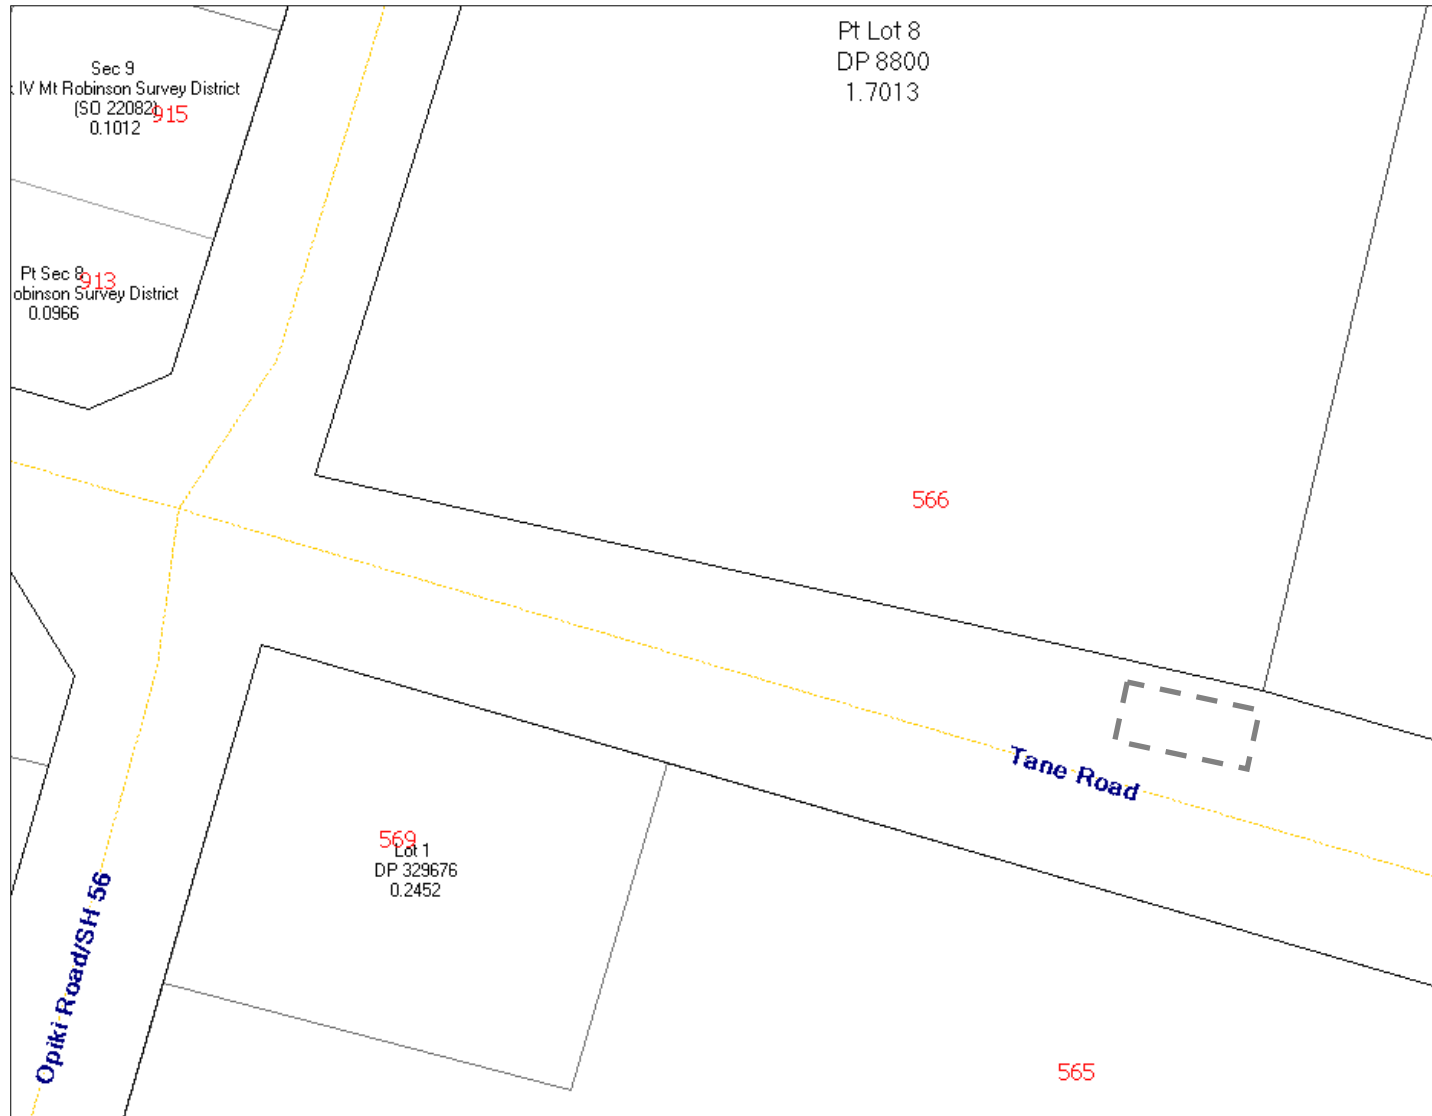 Pt Lot 8
DP 8800
1.7013
Sec 9
IV Mt Robinson Survey District
(SO 22082)
915
0.1012
Pt Sec 8
913
obinson Survey District
0.0966
566
Tane Road
569
Lot 1
DP 329676
0.2452
Opiki Road/SH 56
565